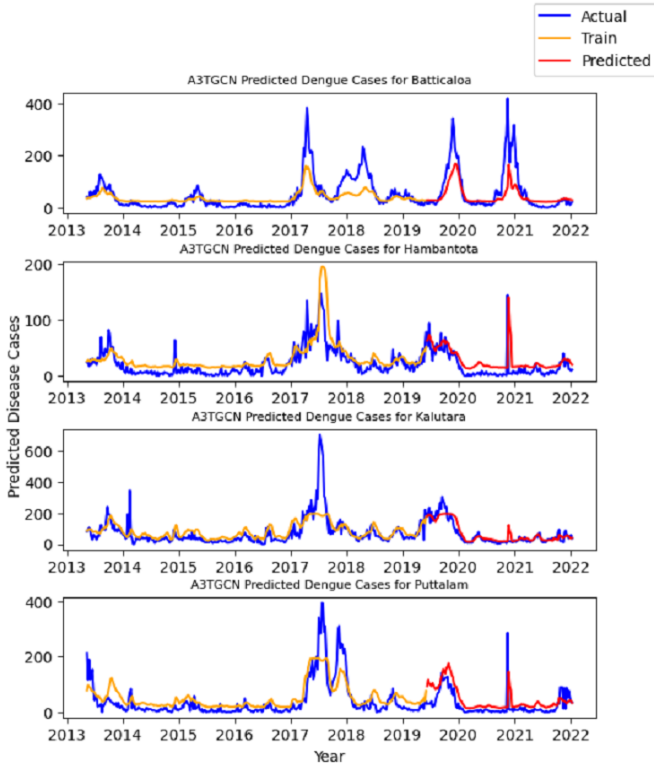 Actual
Train
Predicted
A3TGCN Predicted Dengue Cases for Batticaloa
400
200
0
2013 2014 2015 2016 2017 2018 2019 2020 2021 2022
A3TGCN Predicted Dengue Cases for Hambantota
200
100
0
2013 2014 2015 2016 2017 2018 2019 2020 2021 2022
A3TGCN Predicted Dengue Cases for Kalutara
600
400
200
0
2013 2014 2015 2016 2017 2018 2019 2020 2021 2022
A3TGCN Predicted Dengue Cases for Puttalam
400
200
0
2013 2014 2015 2016 2017 2018 2019 2020 2021 2022
Predicted Disease Cases
Year